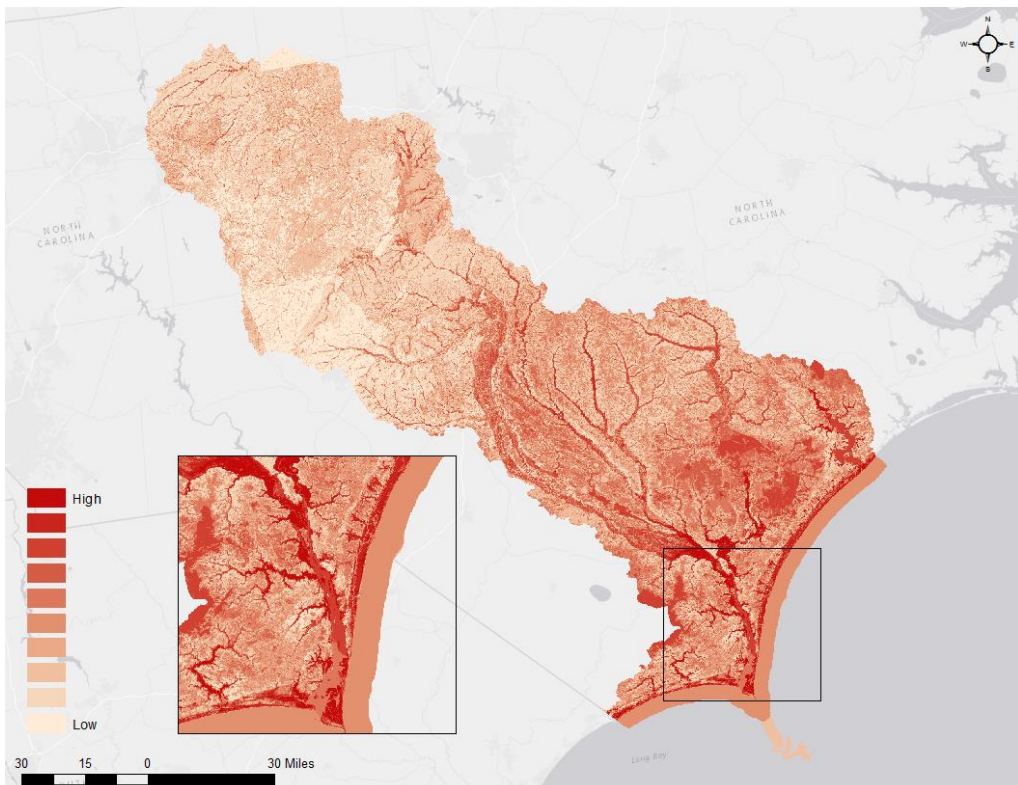 N
W E
S
NORTH
CAROLINA
NORTH
CAROLINA
High
Low
30 15 0 30 Miles
Long Bay